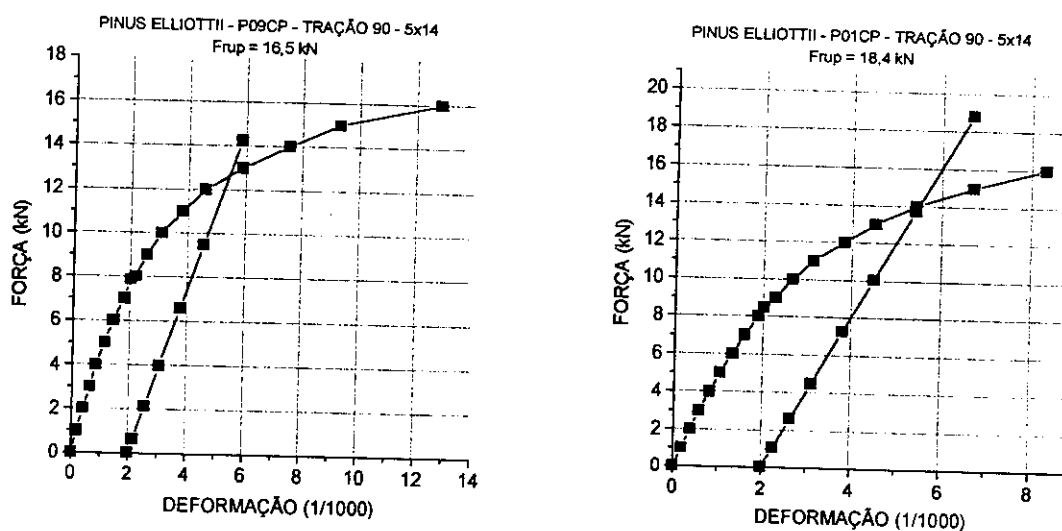 PINUS ELLIOTTII - P09CP - TRAÇÃO 90 - 5x14
Frup = 16,5 kN
18
16
14
12
10
8
6
4
2
0
FORÇA (kN)
0 2 4 6 8 10 12 14
DEFORMAÇÃO (1/1000)
PINUS ELLIOTTII - P01CP - TRAÇÃO 90 - 5x14
Frup = 18,4 kN
20
18
16
14
12
10
8
6
4
2
0
FORÇA (kN)
0 2 4 6 8
DEFORMAÇÃO (1/1000)